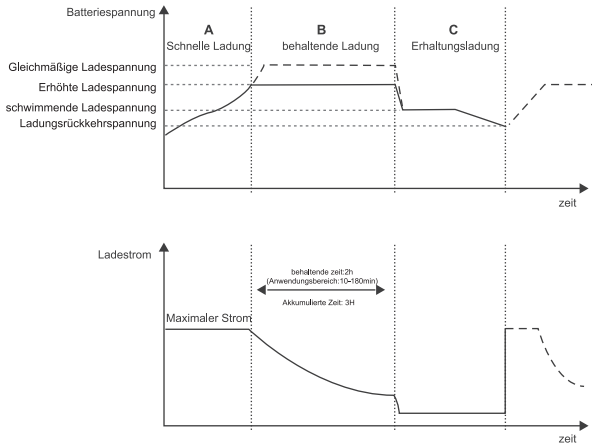 Batteriespannung
A
B
C
Schnelle Ladung
behaltende Ladung
Erhaltungsladung
Gleichmäßige Ladespannung
Erhöhte Ladespannung
schwimmende Ladespannung
Ladungsrückkehrspannung
zeit
Ladestrom
behaltende zeit:2h
(Anwendungsbereich:10-180min)
Akkumulierte Zeit: 3H
Maximaler Strom
zeit